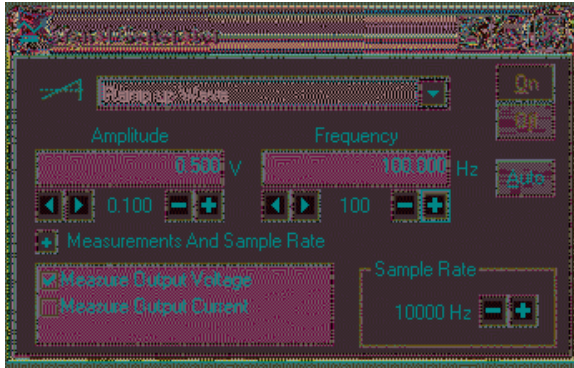 Ramp up Wave
On
Off
Amplitude
Frequency
0.500 V
100.000 Hz
Auto
0.100
100
Measurements And Sample Rate
Measure Output Voltage
Measure Output Current
Sample Rate
10000 Hz